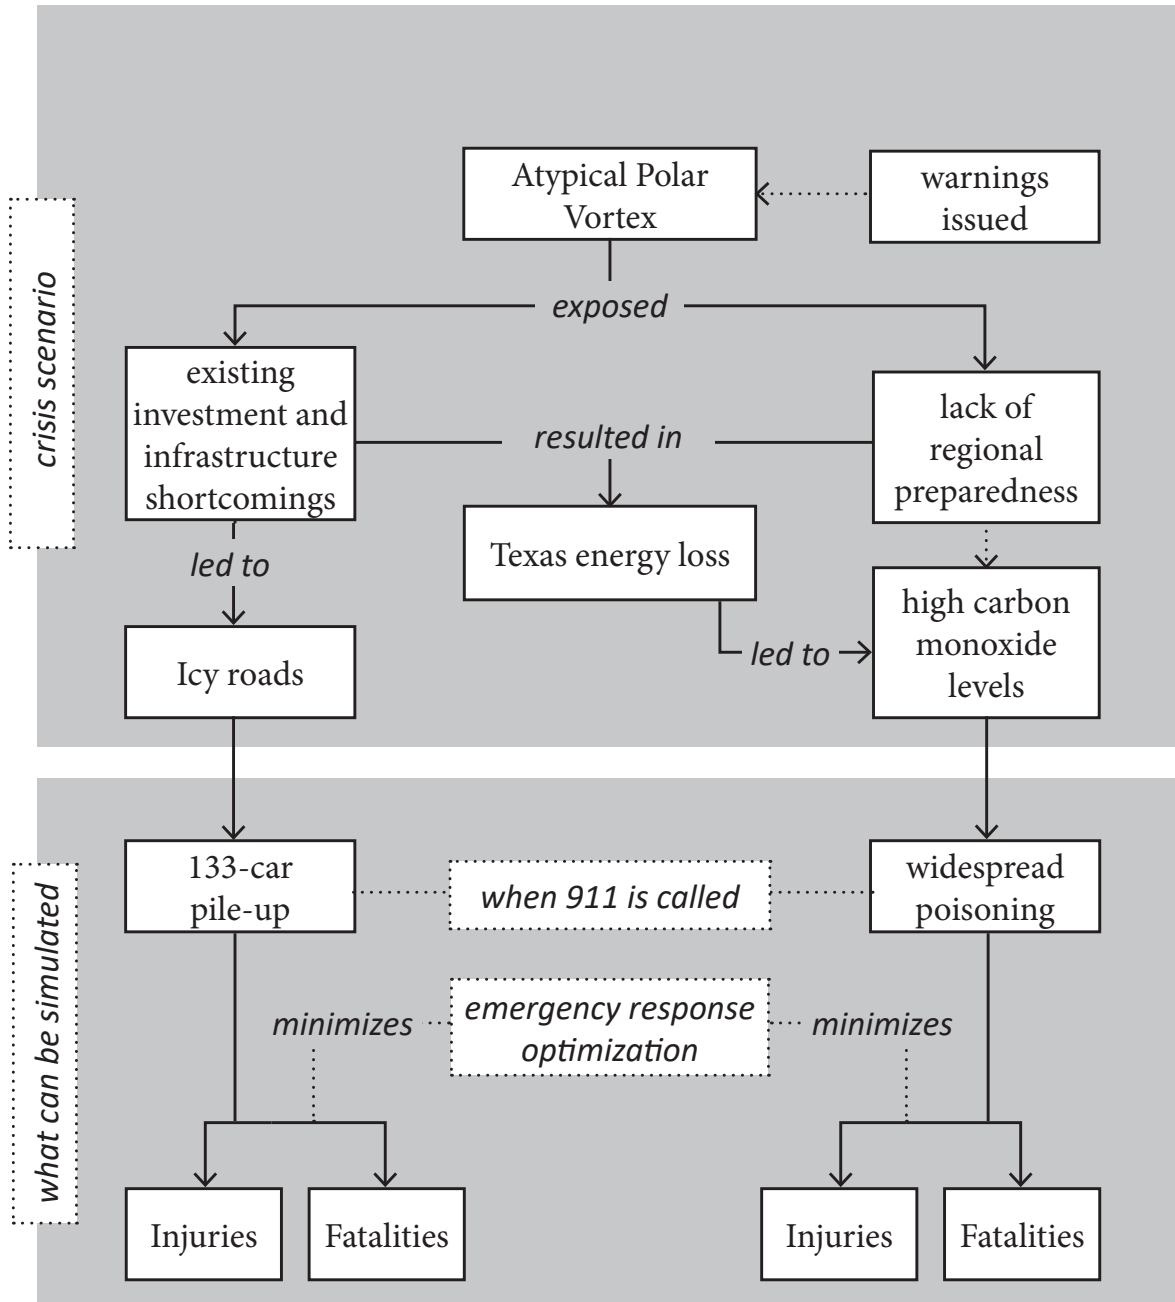 Atypical Polar
Vortex
warnings
issued
crisis scenario
exposed
existing
investment and
infrastructure
shortcomings
resulted in
lack of
regional
preparedness
led to
Texas energy loss
high carbon
monoxide
levels
led to
Icy roads
what can be simulated
133-car
pile-up
when 911 is called
widespread
poisoning
minimizes
emergency response
optimization
minimizes
Injuries
Fatalities
Injuries
Fatalities